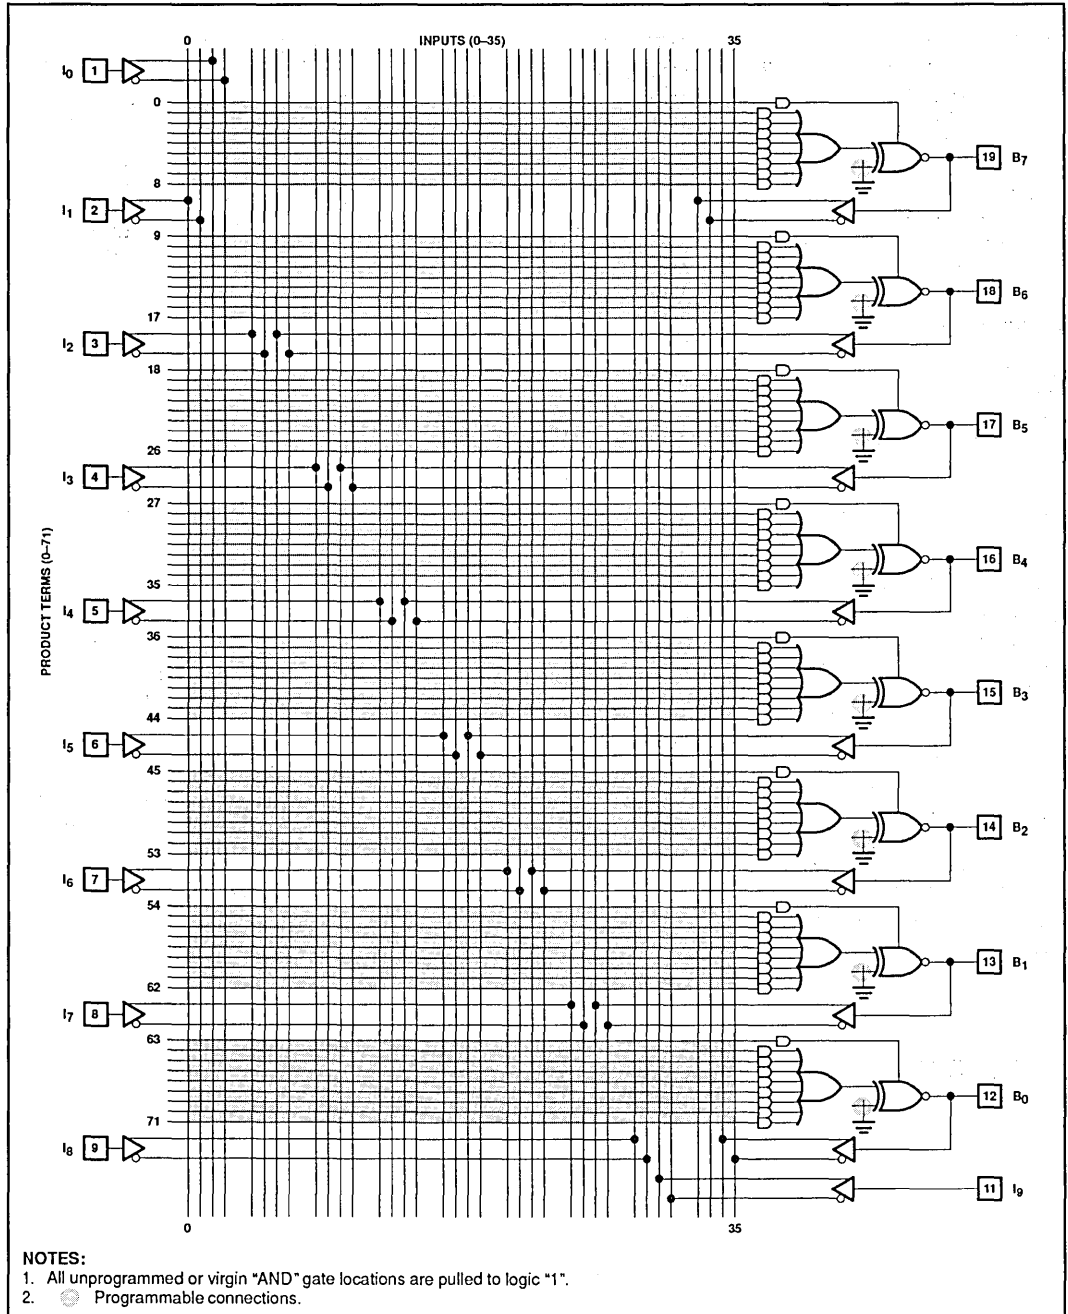 0 INPUTS (0–35) 35
I0 1
0
19 B7
8
I1 2
9
18 B6
17
I2 3
18
17 B5
26
I3 4
27
16 B4
35
I4 5
PRODUCT TERMS (0–71)
36
15 B3
44
I5 6
45
14 B2
53
I6 7
54
13 B1
62
I7 8
63
12 B0
71
I8 9
11 I9
0 35
NOTES:
1. All unprogrammed or virgin "AND" gate locations are pulled to logic "1".
2. Programmable connections.